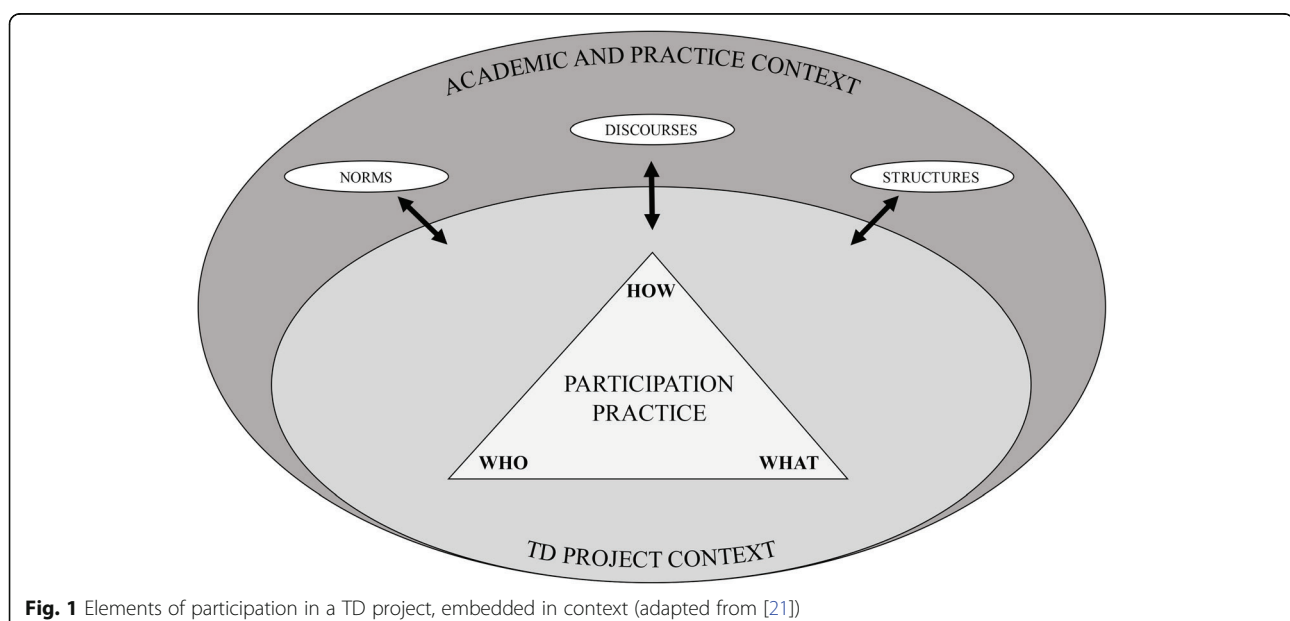 ACADEMIC AND PRACTICE CONTEXT
DISCOURSES
NORMS
STRUCTURES
HOW
PARTICIPATION
PRACTICE
WHO
WHAT
TD PROJECT CONTEXT
Fig. 1 Elements of participation in a TD project, embedded in context (adapted from [21])